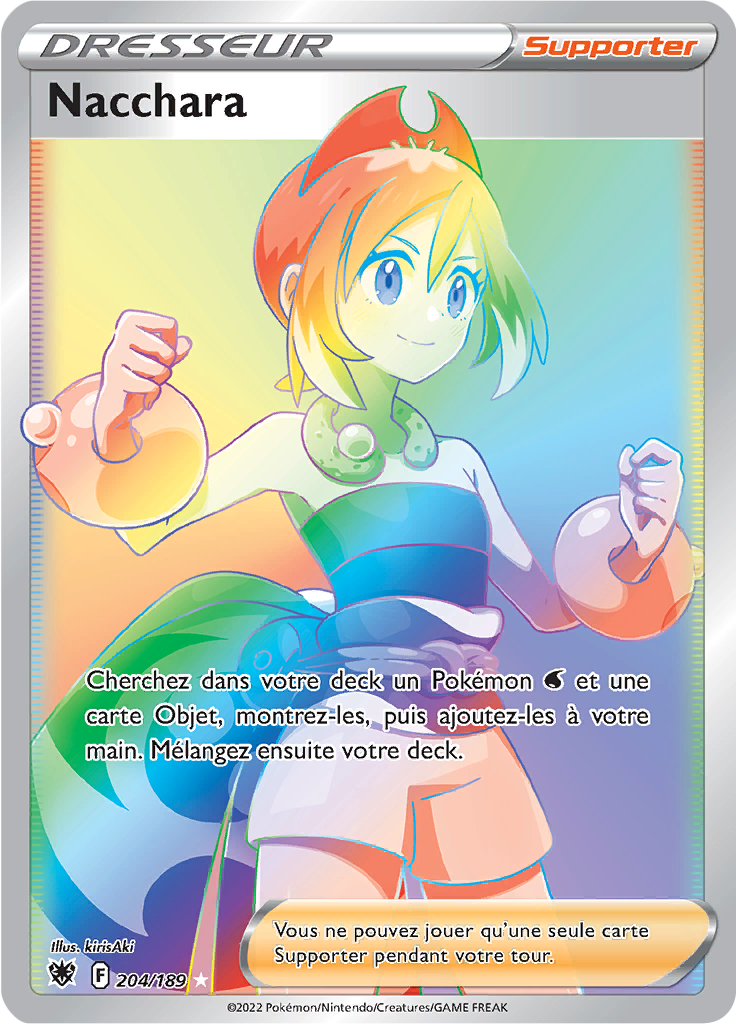 DRESSEUR
Supporter
Nacchara
Cherchez dans votre deck un Pokémon et une
carte Objet, montrez-les, puis ajoutez-les à votre
main. Mélangez ensuite votre deck.
Vous ne pouvez jouer qu'une seule carte
Supporter pendant votre tour.
Illus. kirisAki
F 204/189
©2022 Pokémon/Nintendo/Creatures/GAME FREAK